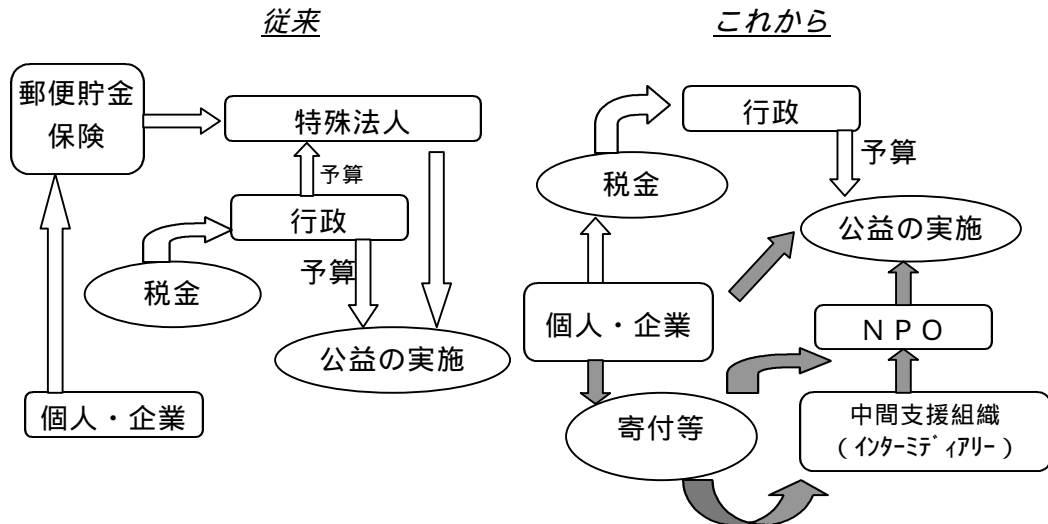 従来
郵便貯金
保険
特殊法人
予算
行政
予算
税金
公益の実施
個人・企業
これから
行政
予算
税金
公益の実施
個人・企業
ＮＰＯ
寄付等
中間支援組織
（ｲﾝﾀｰﾐﾃﾞｨｱﾘｰ）